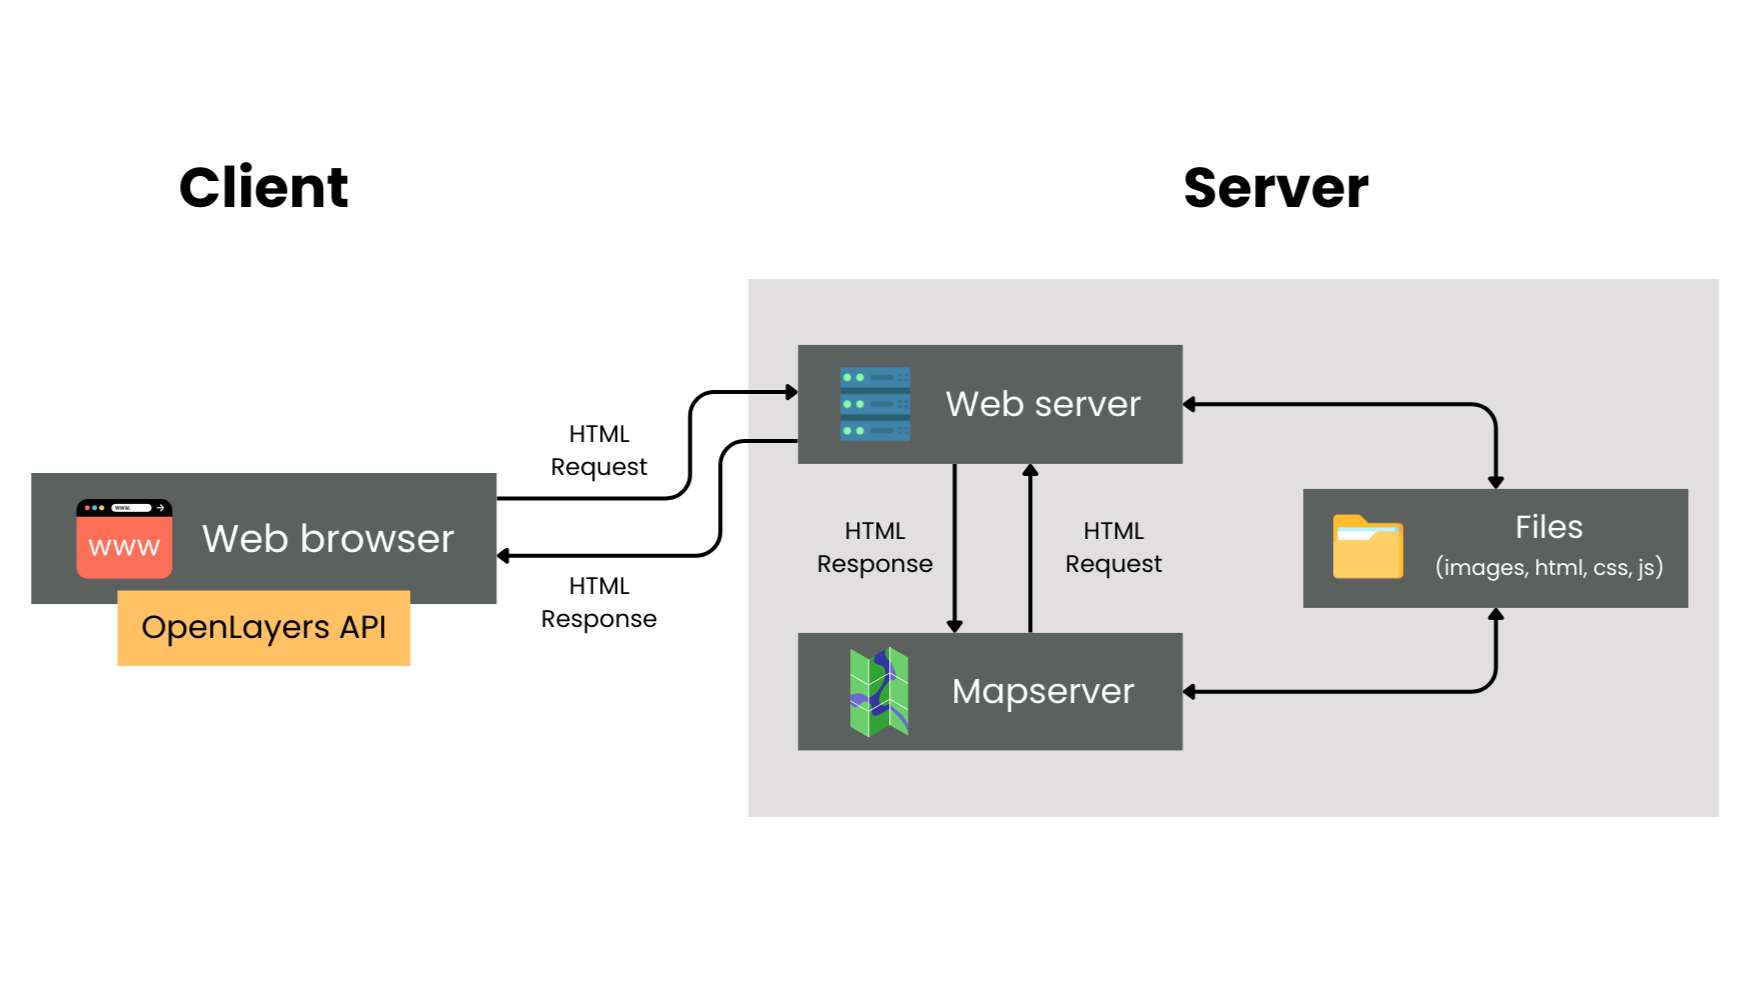 Client
Server
HTML
Request
Web server
www.
www
Web browser
OpenLayers API
HTML
Response
HTML
Response
HTML
Request
Files
(images, html, css, js)
Mapserver